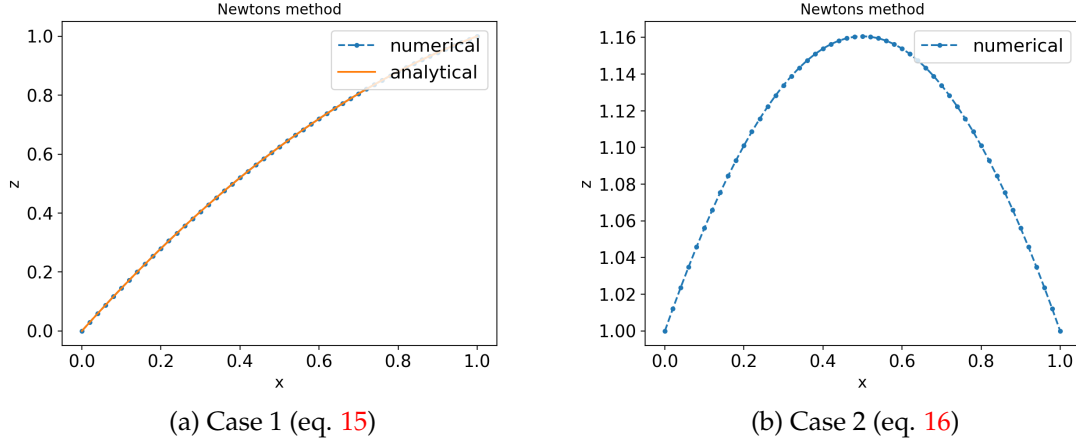 Newtons method
1.0
0.8
0.6
0.4
0.2
0.0
z
numerical
analytical
0.0 0.2 0.4 0.6 0.8 1.0
x
(a) Case 1 (eq. 15)
Newtons method
1.16
1.14
1.12
1.10
1.08
1.06
1.04
1.02
1.00
z
numerical
0.0 0.2 0.4 0.6 0.8 1.0
x
(b) Case 2 (eq. 16)